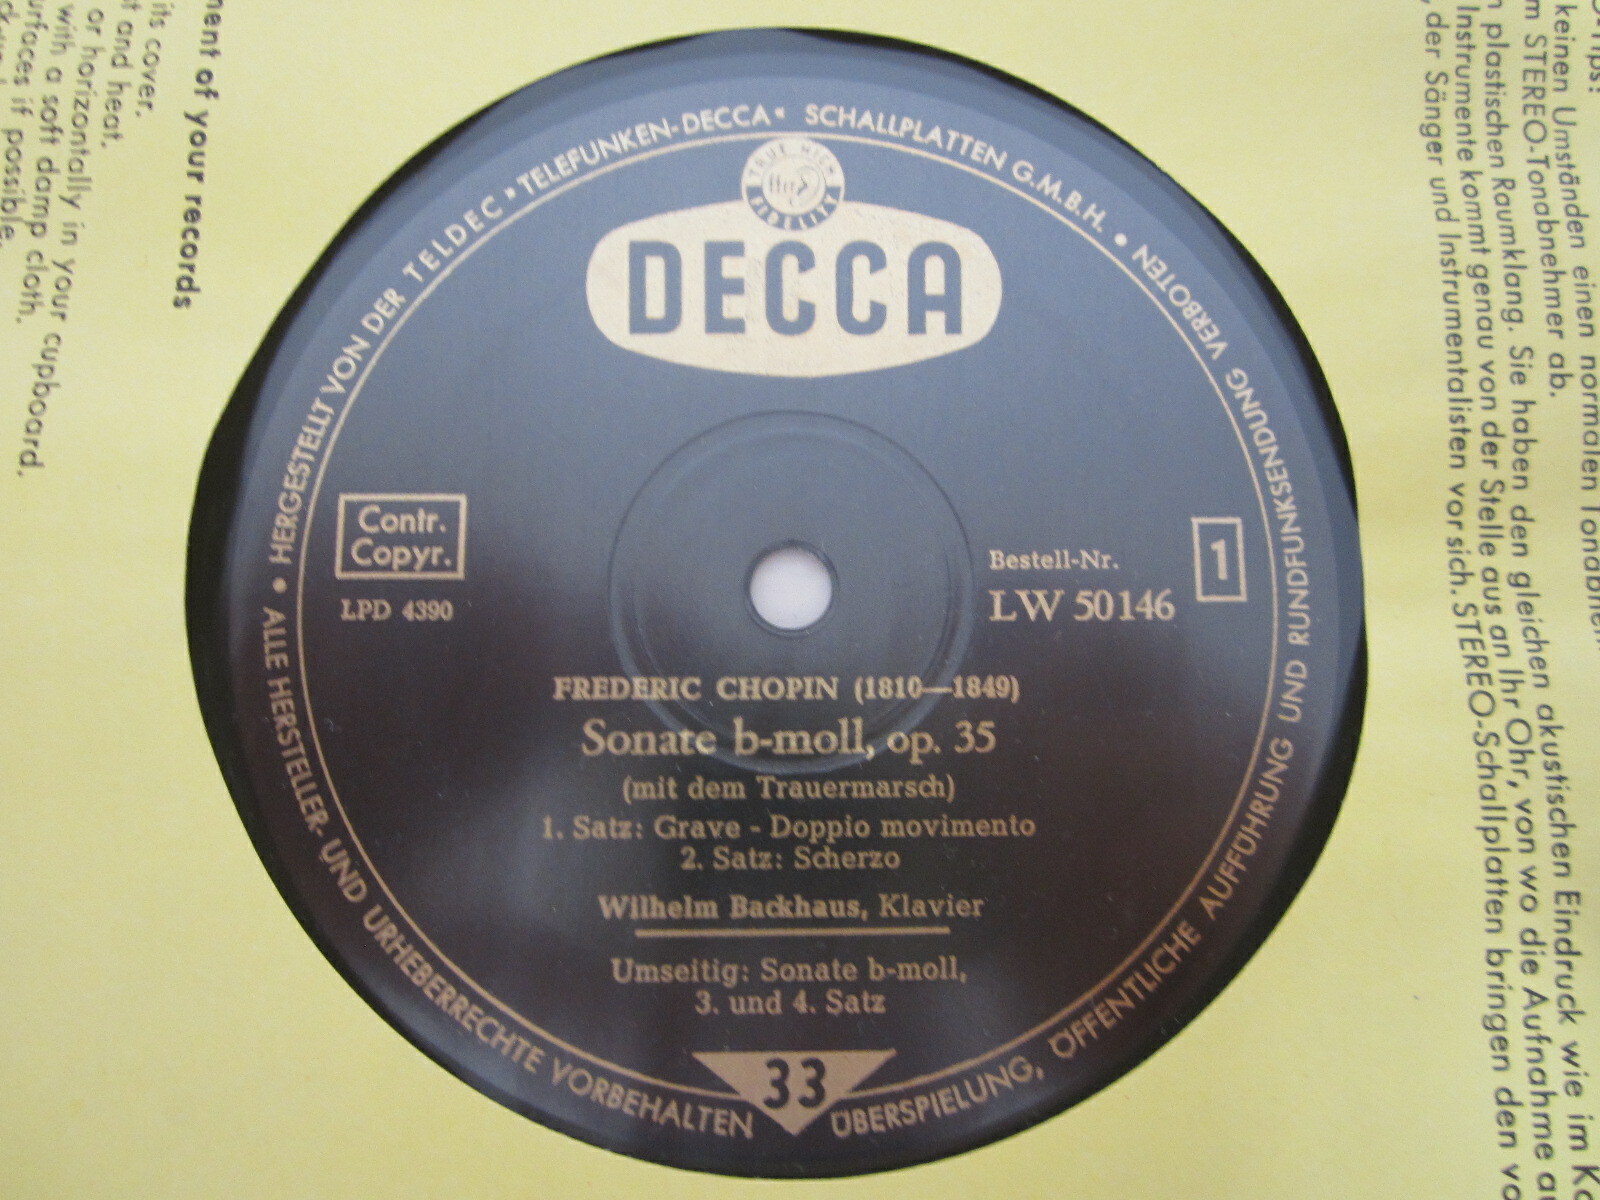 ment of your records
its cover.
and heat.
or horizontally in your cupboard.
with a soft damp cloth.
surfaces if possible.
• HERGESTELLT VON DER TELDEC » TELEFUNKEN-DECCA« SCHALLPLATTEN G.M.B.H. •
TRUE HIGH FIDELITY
ffrr
DECCA
Contr.
Copyr.
LPD 4390
Bestell-Nr.
LW 50146
1
FREDERIC CHOPIN (1810—1849)
Sonate b-moll, op. 35
(mit dem Trauermarsch)
1. Satz: Grave - Doppio movimento
2. Satz: Scherzo
Wilhelm Backhaus, Klavier
Umseitig: Sonate b-moll,
3. und 4. Satz
33
ALLE HERSTELLER- UND URHEBERRECHTE VORBEHALTEN
ÜBERSPIELUNG, ÖFFENTLICHE AUFFÜHRUNG UND RUNDFUNKSENDUNG VERBOTEN
keinen Umständen einen normalen Tonabnehm
STEREO-Tonabnehmer ab.
plastischen Raumklang. Sie haben den gleichen akustischen Eindruck wie im
Instrumente kommt genau von der Stelle aus an Ihr Ohr, von wo die Aufnahme
, der Sänger und Instrumentalisten vor sich. STEREO-Schallplatten bringen den